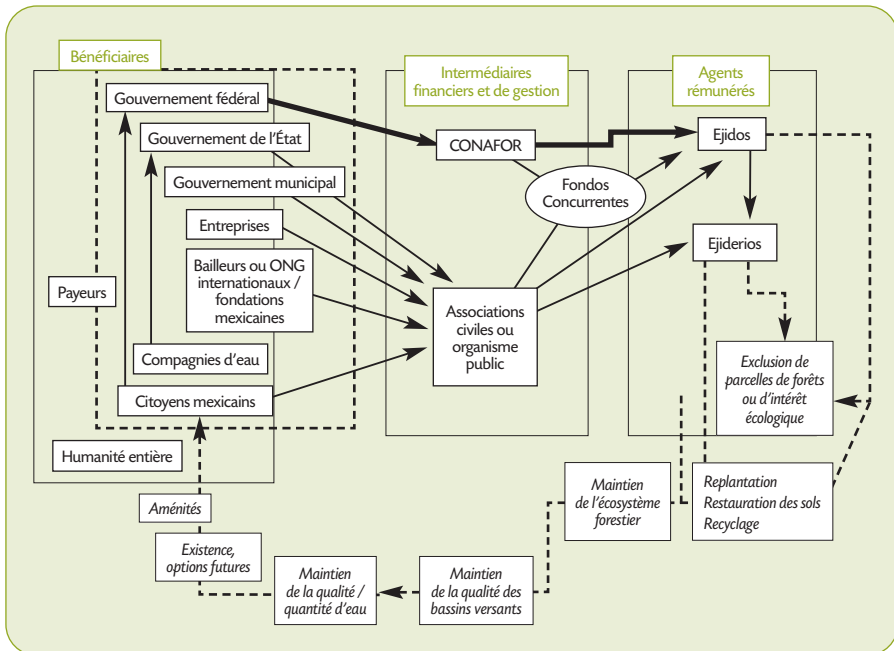 Bénéficiaires
Gouvernement fédéral
Gouvernement de l'État
Gouvernement municipal
Entreprises
Bailleurs ou ONG
internationaux /
fondations
mexicaines
Payeurs
Compagnies d'eau
Citoyens mexicains
Humanité entière
Intermédiaires
financiers et de gestion
CONAFOR
Fondos
Concurrentes
Associations
civiles ou
organisme
public
Agents
rémunérés
Ejidos
Ejiderios
Exclusion de
parcelles de forêts
ou d'intérêt
écologique
Replantation
Restauration des sols
Recyclage
Maintien
de l'écosystème
forestier
Maintien
de la qualité des
bassins versants
Maintien
de la qualité /
quantité d'eau
Existence,
options futures
Aménités